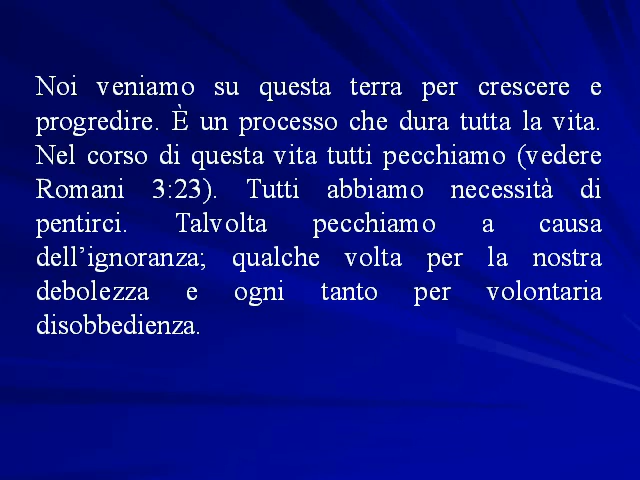 Noi veniamo su questa terra per crescere e
progredire. È un processo che dura tutta la vita.
Nel corso di questa vita tutti pecchiamo (vedere
Romani 3:23). Tutti abbiamo necessità di
pentirci. Talvolta pecchiamo a causa
dell’ignoranza; qualche volta per la nostra
debolezza e ogni tanto per volontaria
disobbedienza.